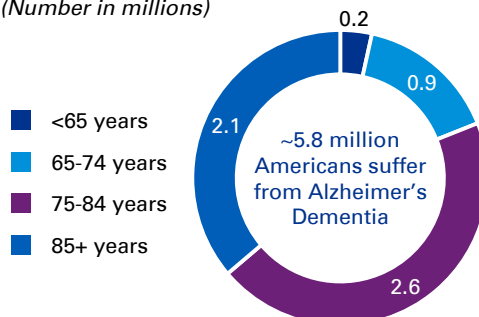 (Number in millions)
0.2
0.9
2.1
2.6
<65 years
65-74 years
75-84 years
85+ years
~5.8 million
Americans suffer
from Alzheimer's
Dementia